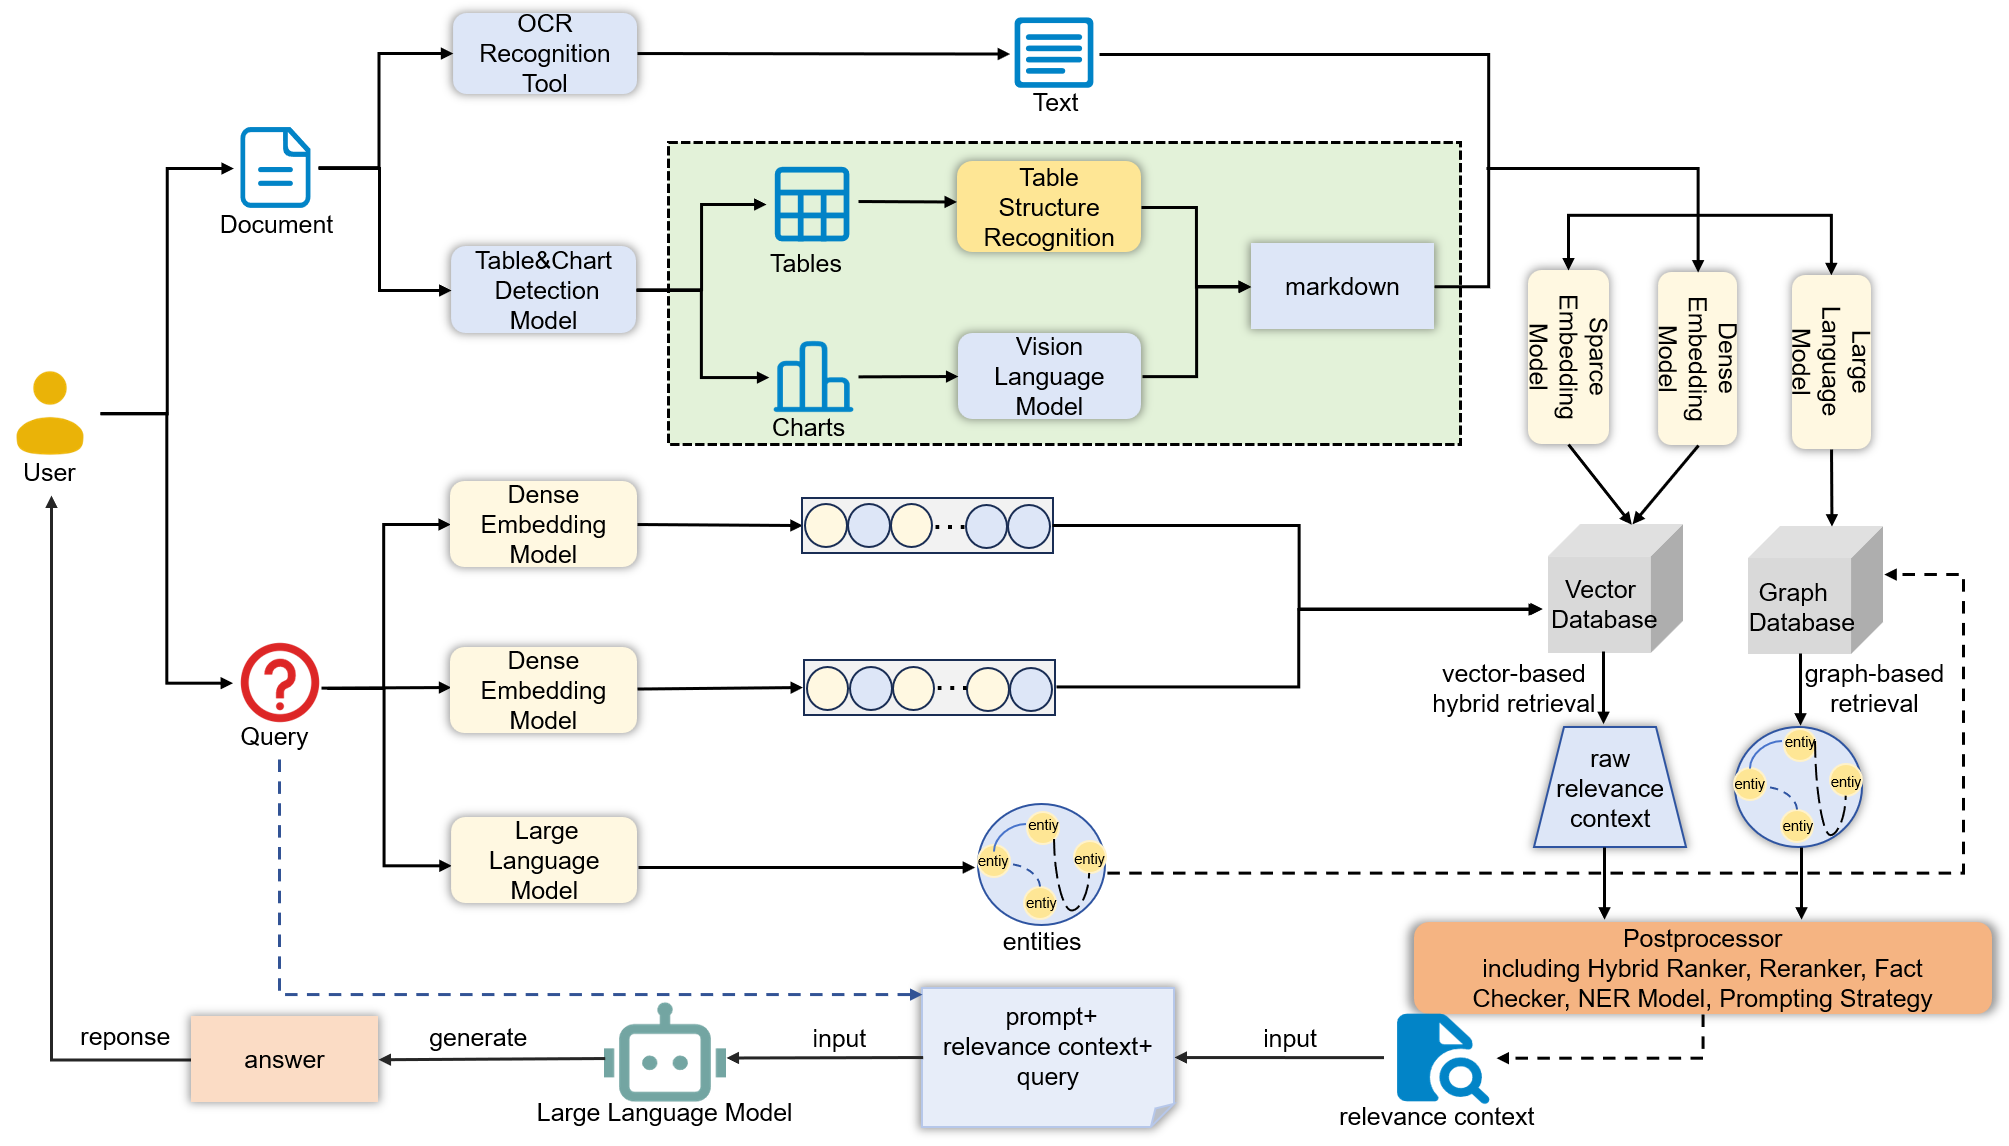 OCR
Recognition
Tool
Text
Document
Table&Chart
Detection
Model
Tables
Table
Structure
Recognition
Charts
Vision
Language
Model
markdown
Sparce
Embedding
Model
Dense
Embedding
Model
Large
Language
Model
User
Dense
Embedding
Model
...
Vector
Database
Graph
Database
Query
Dense
Embedding
Model
...
vector-based
hybrid retrieval
graph-based
retrieval
raw
relevance
context
entiy
entiy
entiy
entiy
Large
Language
Model
entiy
entiy
entiy
entiy
entities
Postprocessor
including Hybrid Ranker, Reranker, Fact
Checker, NER Model, Prompting Strategy
reponse
answer
generate
Large Language Model
input
prompt+
relevance context+
query
input
relevance context